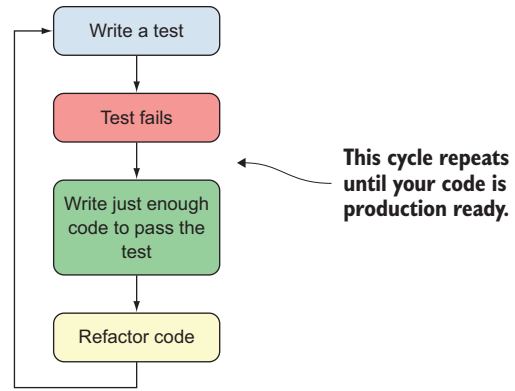 Write a test
Test fails
This cycle repeats
until your code is
production ready.
Write just enough
code to pass the
test
Refactor code